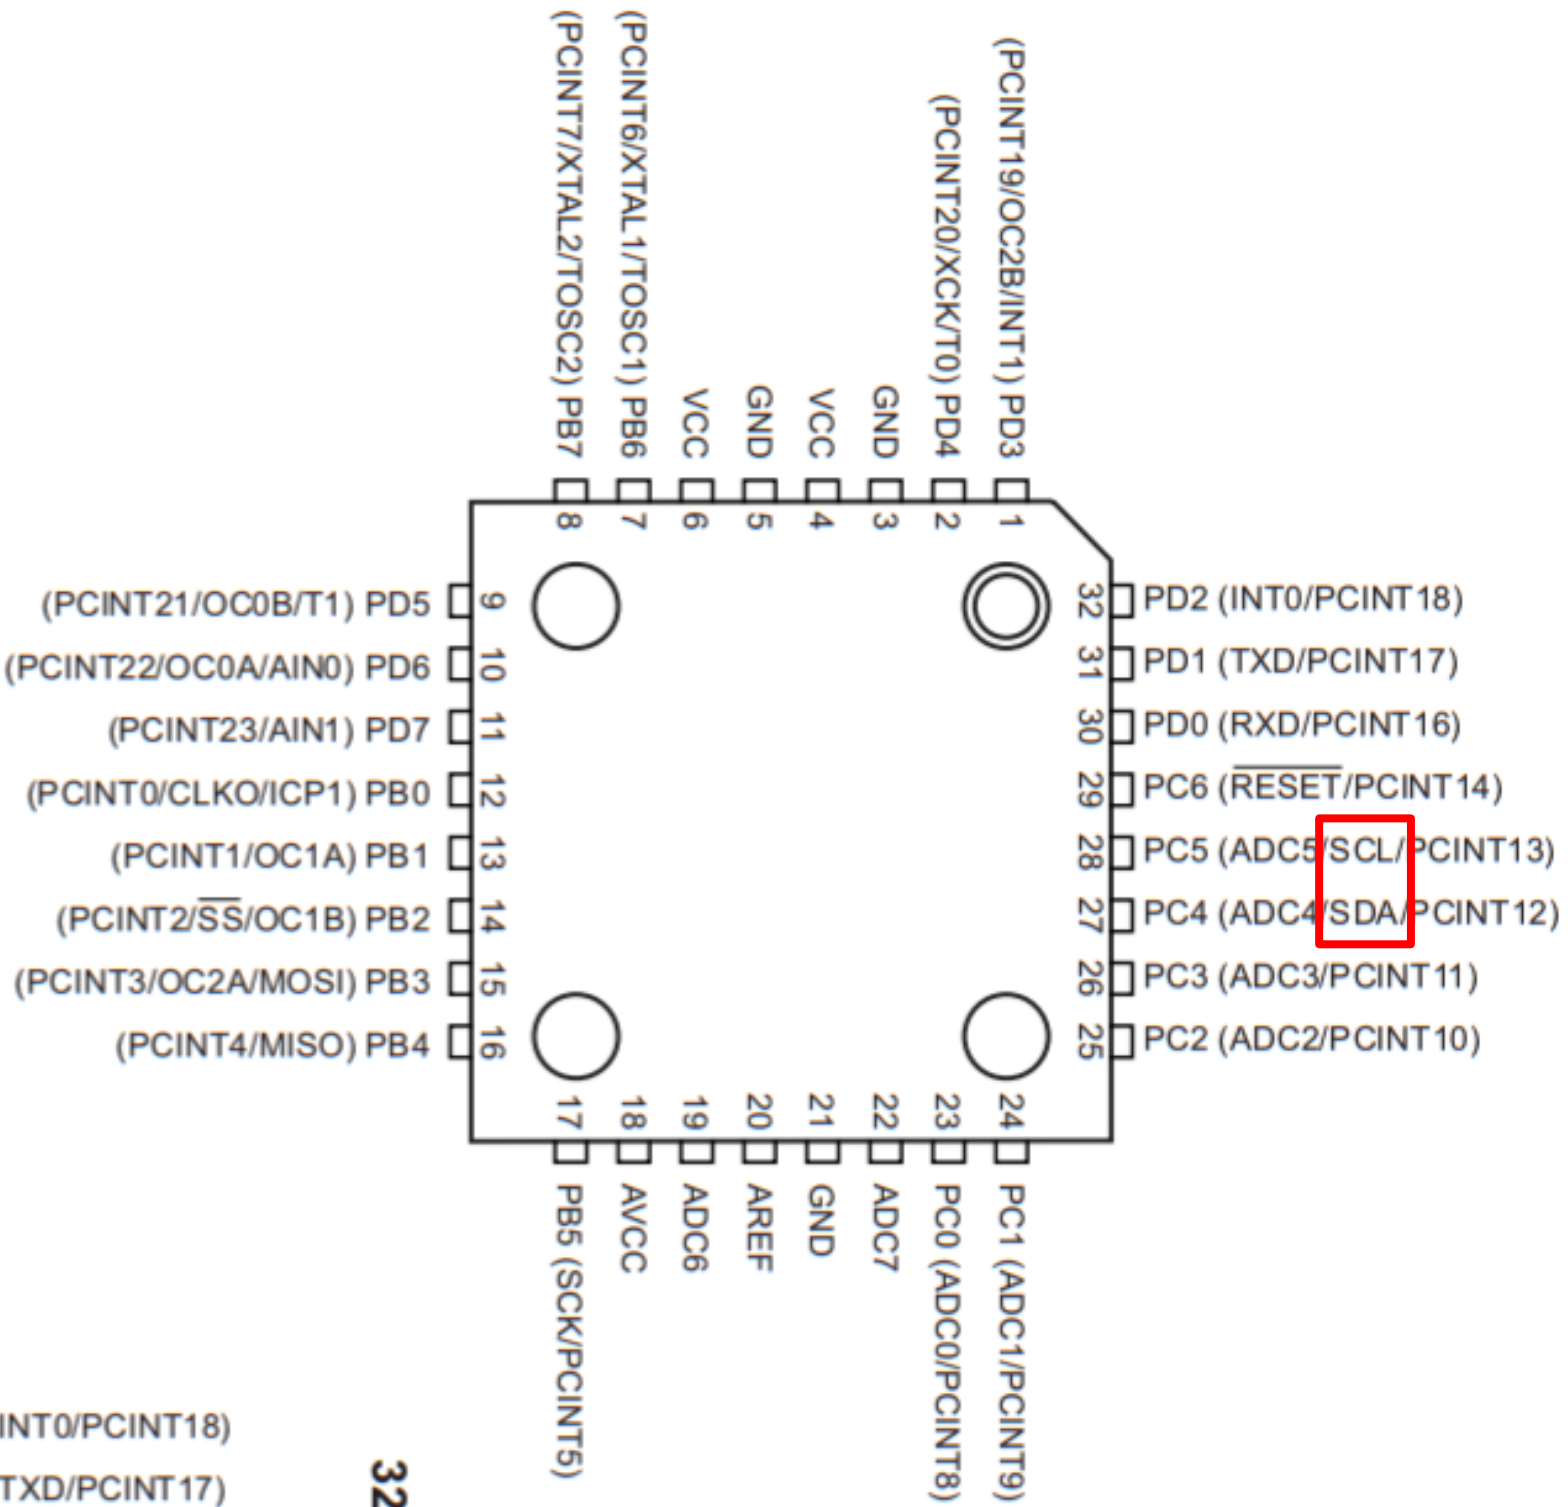 (PCINT7/XTAL2/TOSC2) PB7
(PCINT6/XTAL1/TOSC1) PB6
VCC
GND
VCC
GND
(PCINT20/XCK/T0) PD4
(PCINT19/OC2B/INT1) PD3
8
7
6
5
4
3
2
1
(PCINT21/OC0B/T1) PD5 9
(PCINT22/OC0A/AIN0) PD6 10
(PCINT23/AIN1) PD7 11
(PCINT0/CLKO/ICP1) PB0 12
(PCINT1/OC1A) PB1 13
(PCINT2/SS/OC1B) PB2 14
(PCINT3/OC2A/MOSI) PB3 15
(PCINT4/MISO) PB4 16
32 PD2 (INT0/PCINT18)
31 PD1 (TXD/PCINT17)
30 PD0 (RXD/PCINT16)
29 PC6 (RESET/PCINT14)
28 PC5 (ADC5/SCL/PCINT13)
27 PC4 (ADC4/SDA/PCINT12)
26 PC3 (ADC3/PCINT11)
25 PC2 (ADC2/PCINT10)
17
18
19
20
21
22
23
24
PB5 (SCK/PCINT5)
AVCC
ADC6
AREF
GND
ADC7
PC0 (ADC0/PCINT8)
PC1 (ADC1/PCINT9)
INT0/PCINT18)
TXD/PCINT17)
32